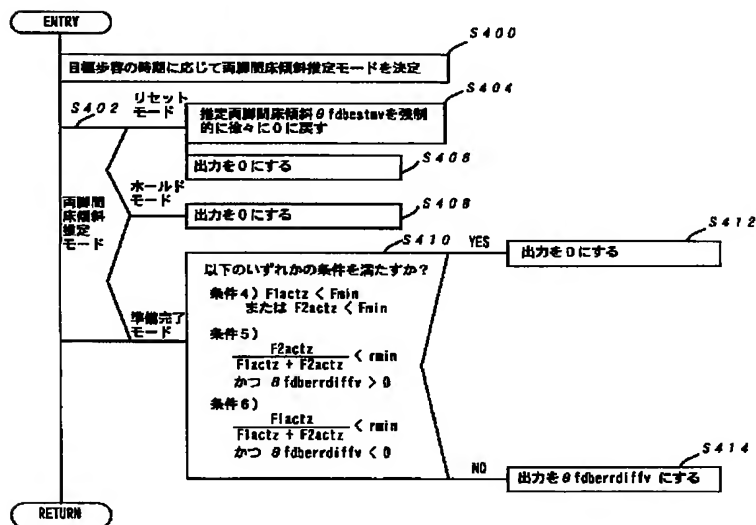 ENTRY
S400
目標歩容の時期に応じて両脚間床傾斜推定モードを決定
S402
リセット
モード
S404
推定両脚間床傾斜θfdbestmvを強制
的に徐々に0に戻す
S406
出力を0にする
ホールド
モード
S408
出力を0にする
両脚間
床傾斜
推定
モード
S410
YES
S412
出力を0にする
以下のいずれかの条件を満たすか?
条件4) F1actz < Fmin
または F2actz < Fmin
準備完了
モード
条件5)
F2actz
F1actz + F2actz
< rmin
かつ θfdberrdiffv > 0
条件6)
F1actz
F1actz + F2actz
< rmin
かつ θfdberrdiffv < 0
NO
S414
出力をθfdberrdiffv にする
RETURN